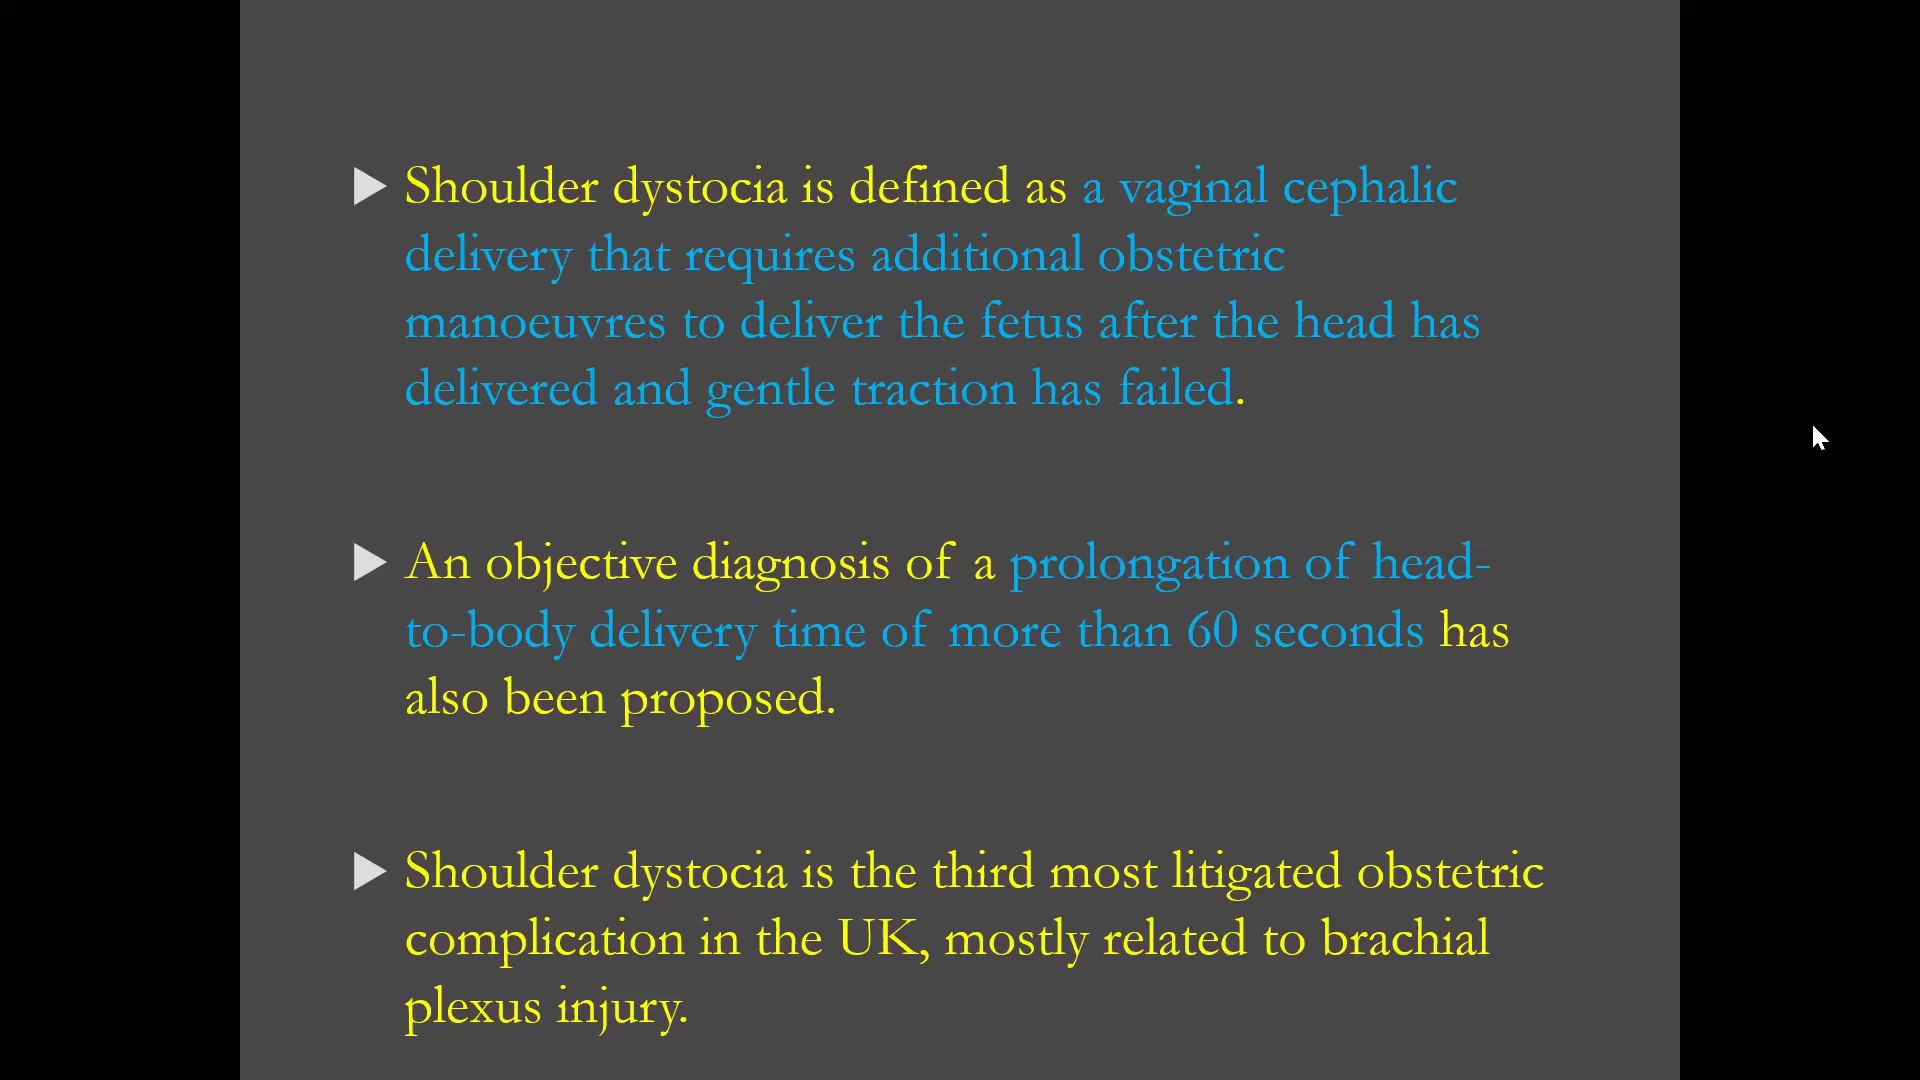 Shoulder dystocia is defined as a vaginal cephalic
delivery that requires additional obstetric
manoeuvres to deliver the fetus after the head has
delivered and gentle traction has failed.
An objective diagnosis of a prolongation of head-
to-body delivery time of more than 60 seconds has
also been proposed.
Shoulder dystocia is the third most litigated obstetric
complication in the UK, mostly related to brachial
plexus injury.